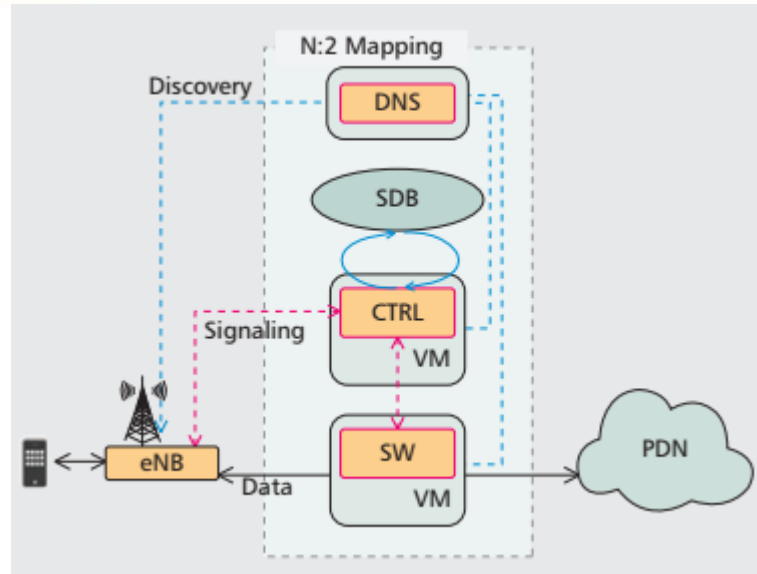 N:2 Mapping
Discovery
DNS
SDB
CTRL
Signaling
VM
SW
PDN
eNB
Data
VM